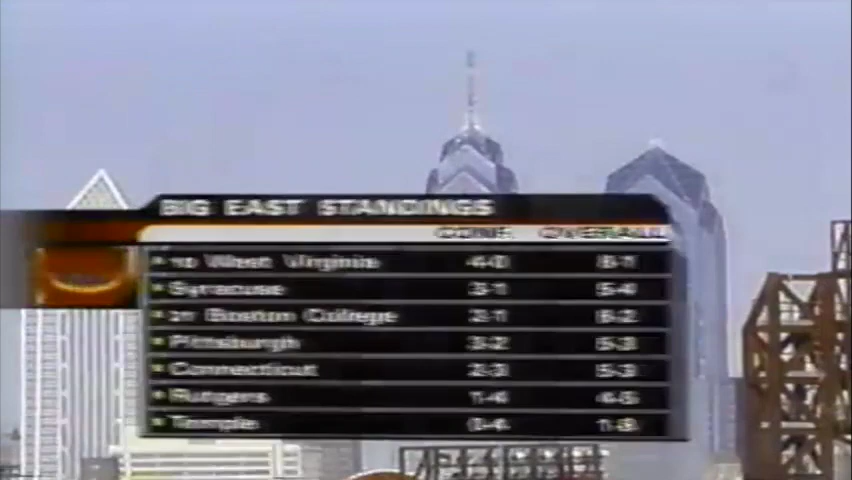 BIG EAST STANDINGS
CONF. OVERALL
West Virginia 4-0 8-1
Syracuse 3-1 5-4
Boston College 3-1 6-2
Pittsburgh 3-2 5-3
Connecticut 2-3 5-3
Rutgers 1-4 4-5
Temple 0-4 1-8